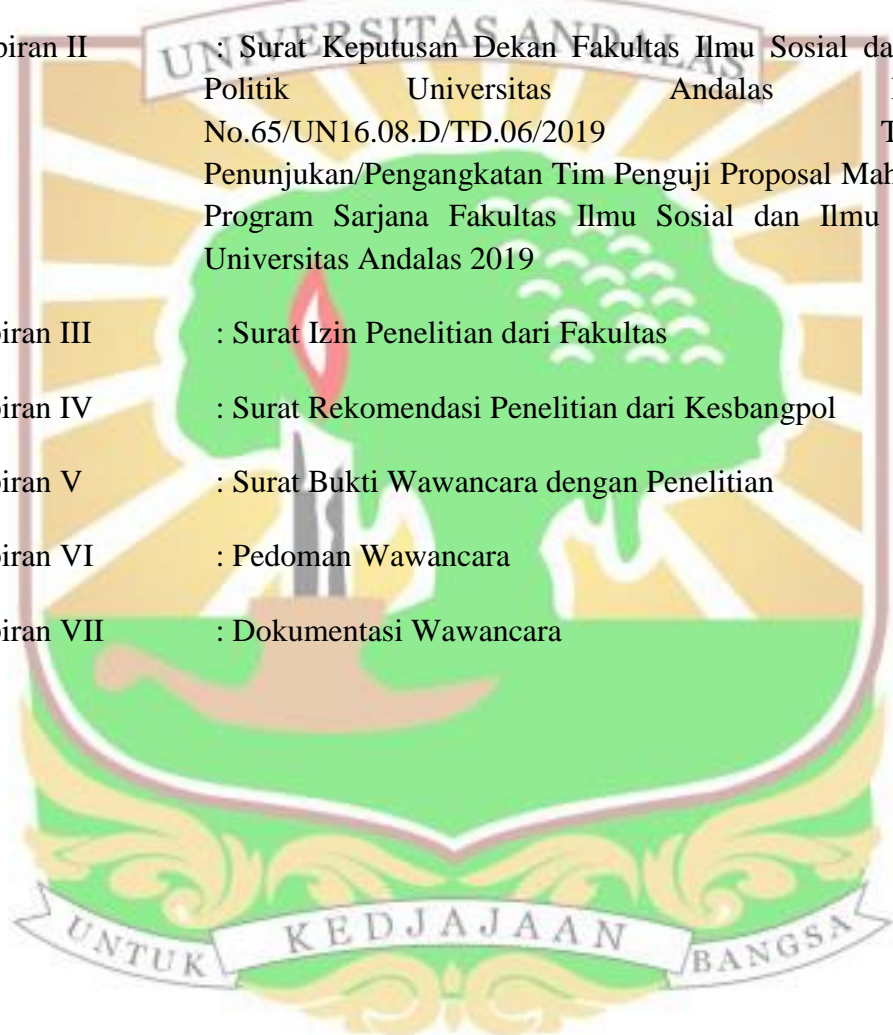 UNIVERSITAS ANDALAS
piran II : Surat Keputusan Dekan Fakultas Ilmu Sosial da
Politik Universitas Andalas
No.65/UN16.08.D/TD.06/2019 T
Penunjukan/Pengangkatan Tim Penguji Proposal Mah
Program Sarjana Fakultas Ilmu Sosial dan Ilmu
Universitas Andalas 2019
piran III : Surat Izin Penelitian dari Fakultas
piran IV : Surat Rekomendasi Penelitian dari Kesbangpol
piran V : Surat Bukti Wawancara dengan Penelitian
piran VI : Pedoman Wawancara
piran VII : Dokumentasi Wawancara
UNTUK KEDJAJAAN BANGSA